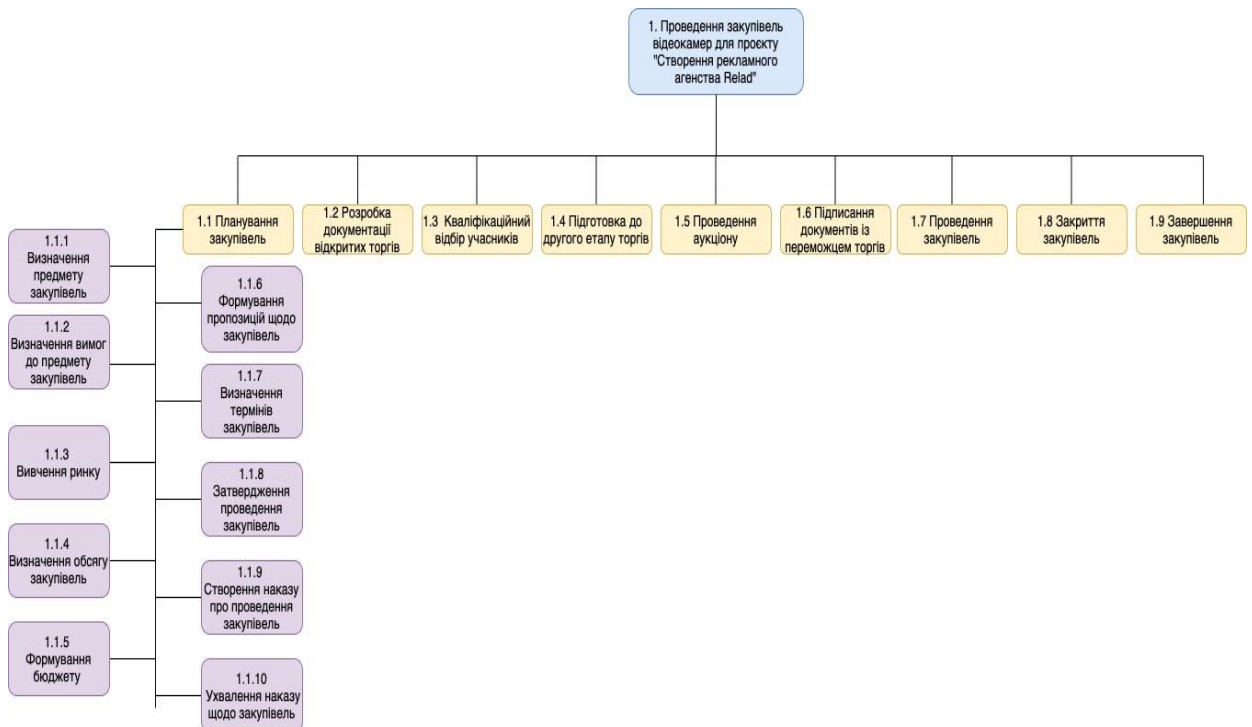 1. Проведення закупівель
відеокамер для проєкту
"Створення рекламного
агенства Relad"
1.1 Планування
закупівель
1.2 Розробка
документації
відкритих торгів
1.3 Кваліфікаційний
відбір учасників
1.4 Підготовка до
другого етапу торгів
1.5 Проведення
аукціону
1.6 Підписання
документів із
переможцем торгів
1.7 Проведення
закупівель
1.8 Закриття
закупівель
1.9 Завершення
закупівель
1.1.1
Визначення
предмету
закупівель
1.1.2
Визначення вимог
до предмету
закупівель
1.1.3
Вивчення ринку
1.1.4
Визначення обсягу
закупівель
1.1.5
Формування
бюджету
1.1.6
Формування
пропозицій щодо
закупівель
1.1.7
Визначення
термінів
закупівель
1.1.8
Затвердження
проведення
закупівель
1.1.9
Створення наказу
про проведення
закупівель
1.1.10
Ухвалення наказу
щодо закупівель